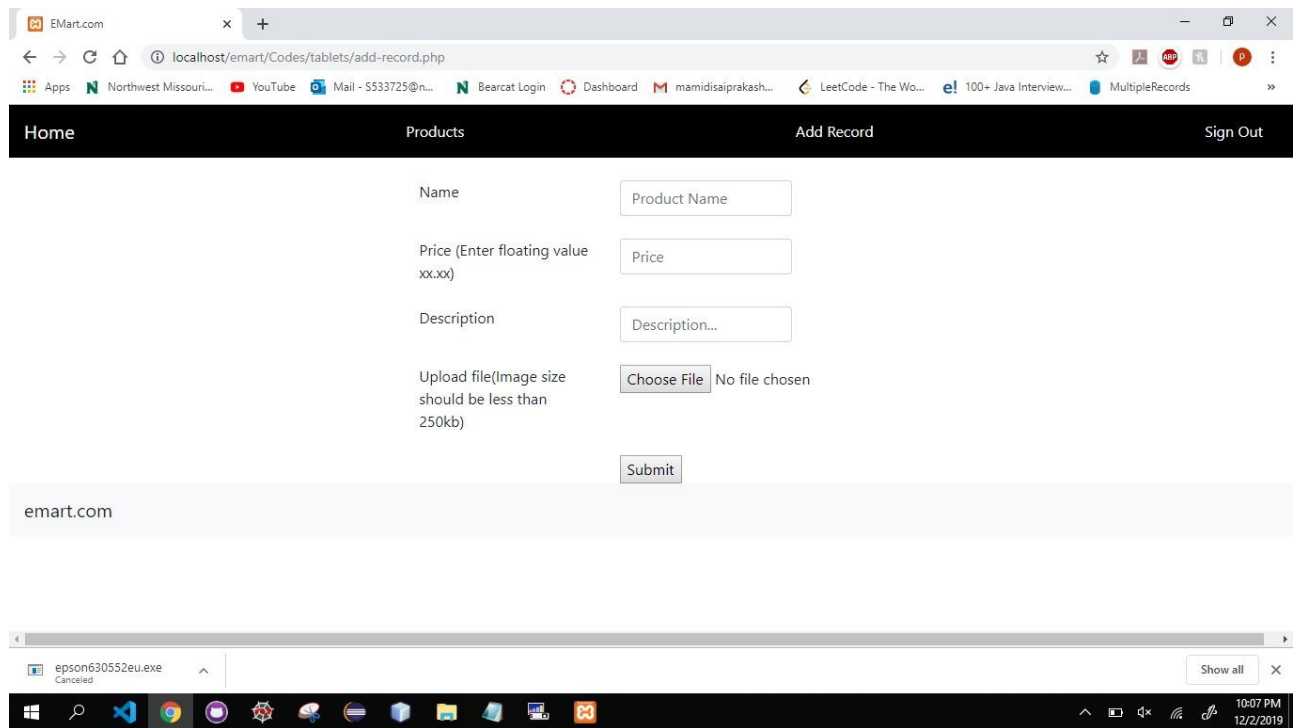 EMart.com
localhost/emart/Codes/tablets/add-record.php
ABP
P
Apps
Northwest Missouri...
YouTube
Mail - S533725@n...
Bearcat Login
Dashboard
mamidisaiprakash...
LeetCode - The Wo...
100+ Java Interview...
MultipleRecords
Home
Products
Add Record
Sign Out
Name
Product Name
Price (Enter floating value
xx.xx)
Price
Description
Description...
Upload file(Image size
should be less than
250kb)
Choose File
No file chosen
Submit
emart.com
epson630552eu.exe
Canceled
Show all
10:07 PM
12/2/2019